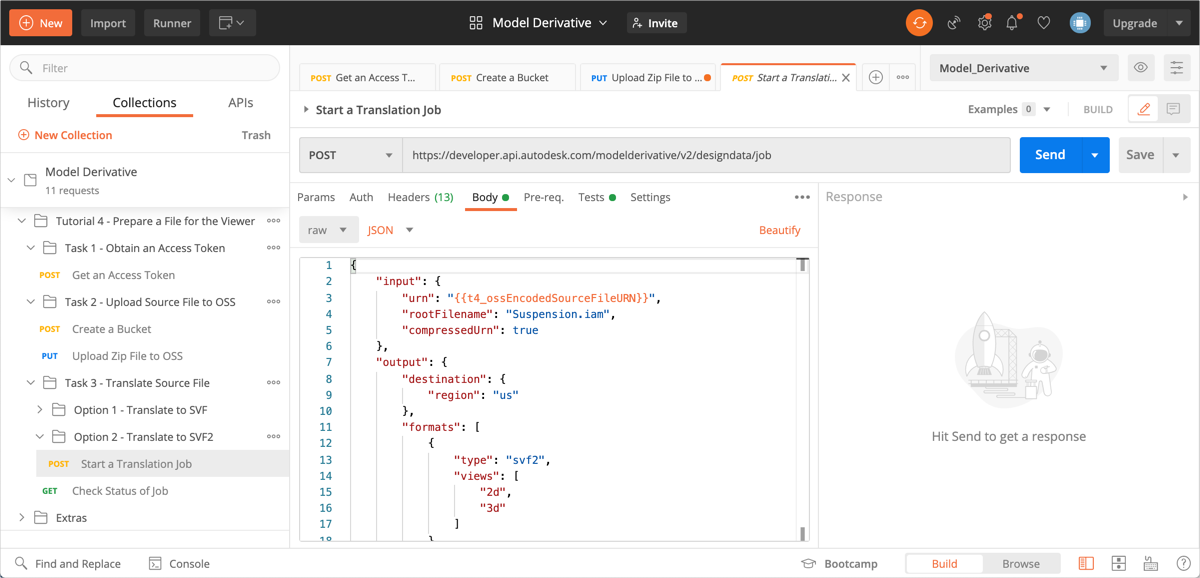 New
Import
Runner
Model Derivative
Invite
Upgrade
Filter
History
Collections
APIs
New Collection
Trash
Model Derivative
11 requests
Tutorial 4 - Prepare a File for the Viewer
Task 1 - Obtain an Access Token
POST Get an Access Token
Task 2 - Upload Source File to OSS
POST Create a Bucket
PUT Upload Zip File to OSS
Task 3 - Translate Source File
Option 1 - Translate to SVF
Option 2 - Translate to SVF2
POST Start a Translation Job
GET Check Status of Job
Extras
POST Get an Access T...
POST Create a Bucket
PUT Upload Zip File to ...
POST Start a Translati...
Model_Derivative
Start a Translation Job
Examples 0
BUILD
POST
https://developer.api.autodesk.com/modelderivative/v2/designdata/job
Send
Save
Params
Auth
Headers (13)
Body
Pre-req.
Tests
Settings
raw
JSON
Beautify
1 {
2 "input": {
3 "urn": "{{t4_ossEncodedSourceFileURN}}",
4 "rootFilename": "Suspension.iam",
5 "compressedUrn": true
6 },
7 "output": {
8 "destination": {
9 "region": "us"
10 },
11 "formats": [
12 {
13 "type": "svf2",
14 "views": [
15 "2d",
16 "3d"
17 ]
18 }
Response
Hit Send to get a response
Find and Replace
Console
Bootcamp
Build
Browse